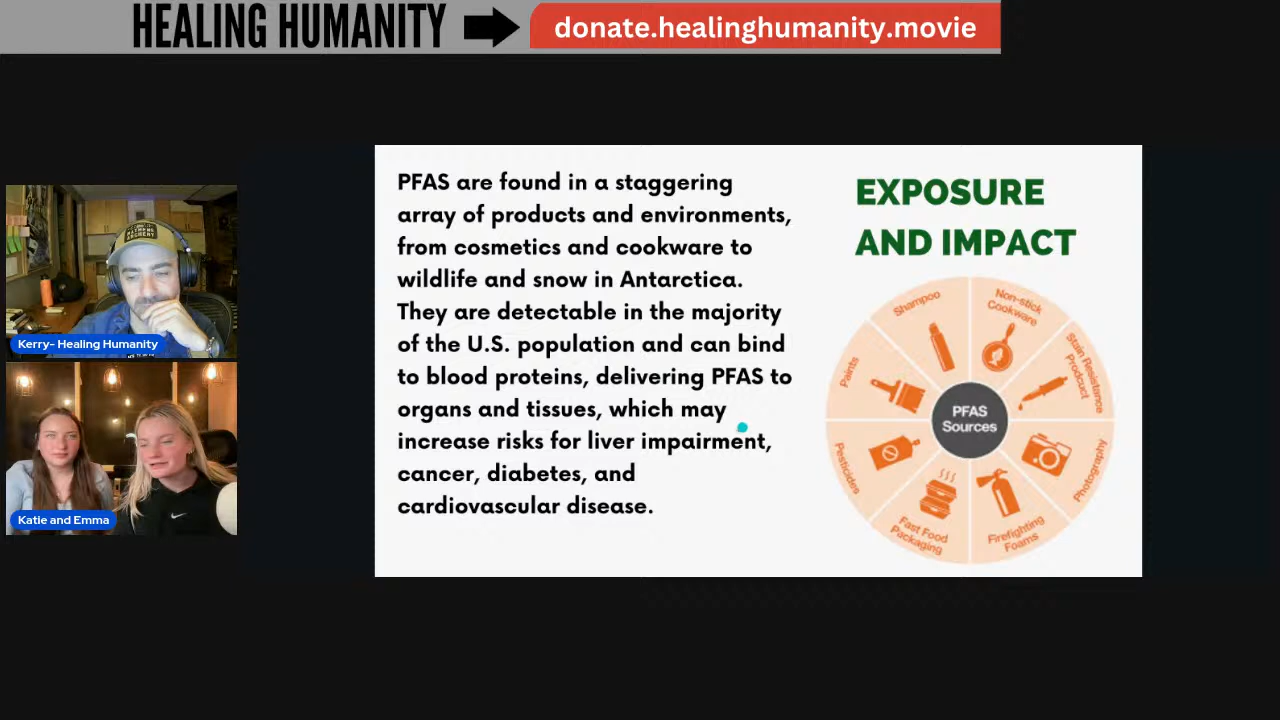 HEALING HUMANITY
donate.healinghumanity.movie
PFAS are found in a staggering
array of products and environments,
from cosmetics and cookware to
wildlife and snow in Antarctica.
They are detectable in the majority
of the U.S. population and can bind
to blood proteins, delivering PFAS to
organs and tissues, which may
increase risks for liver impairment,
cancer, diabetes, and
cardiovascular disease.
EXPOSURE
AND IMPACT
Shampoo
Non-stick
Cookware
Stain Resistance
Prodcuct
Photography
Firefighting
Foams
Fast Food
Packaging
Pesticides
Paints
PFAS
Sources
Kerry- Healing Humanity
Katie and Emma